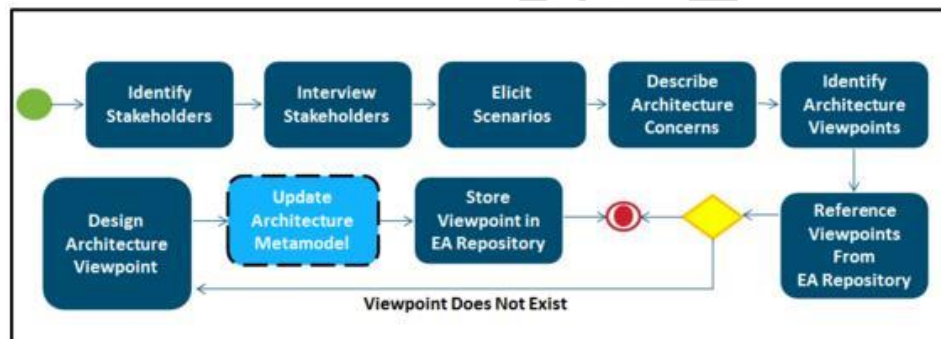 Identify
Stakeholders
Interview
Stakeholders
Elicit
Scenarios
Describe
Architecture
Concerns
Identify
Architecture
Viewpoints
Design
Architecture
Viewpoint
Update
Architecture
Metamodel
Store
Viewpoint in
EA Repository
Reference
Viewpoints
From
EA Repository
Viewpoint Does Not Exist